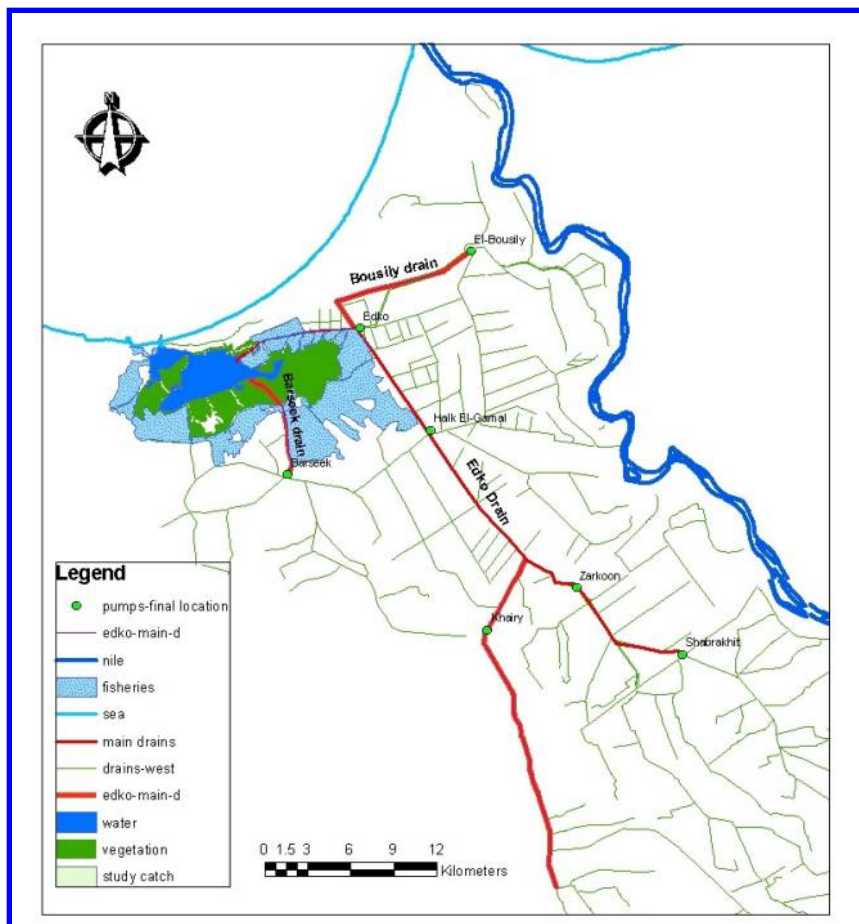 N
El-Bousily
Bousily drain
Edko
Barseek drain
Halk El-Gamal
Barseek
Edko Drain
Zarkoon
Khairy
Shabrakhit
Legend
pumps-final location
edko-main-d
nile
fisheries
sea
main drains
drains-west
edko-main-d
water
vegetation
study catch
0 1.5 3 6 9 12
Kilometers